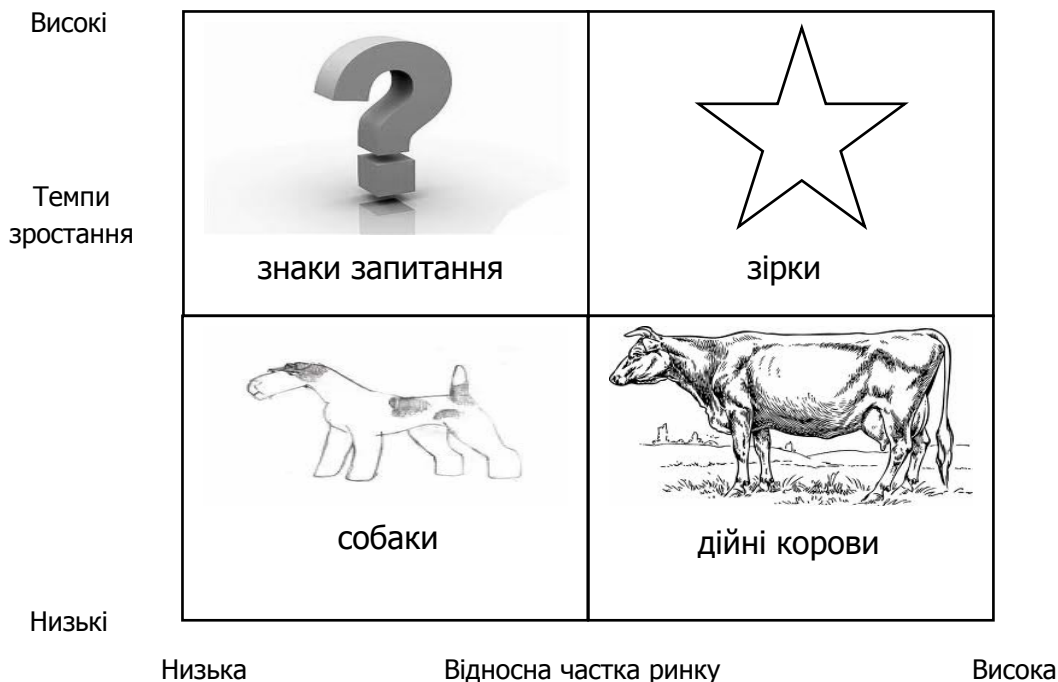 Високі
Темпи
зростання
знаки запитання
зірки
собаки
дійні корови
Низькі
Низька Відносна частка ринку Висока